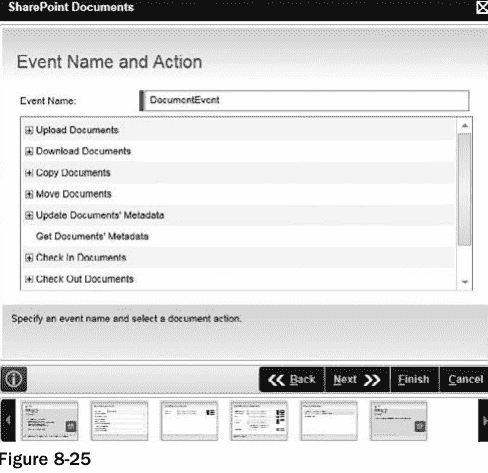 SharePoint Documents
Event Name and Action
Event Name:
DocumentEvent
Upload Documents
Download Documents
Copy Documents
Move Documents
Update Documents' Metadata
Get Documents' Metadata
Check In Documents
Check Out Documents
Specify an event name and select a document action.
Back Next Finish Cancel
Figure 8-25